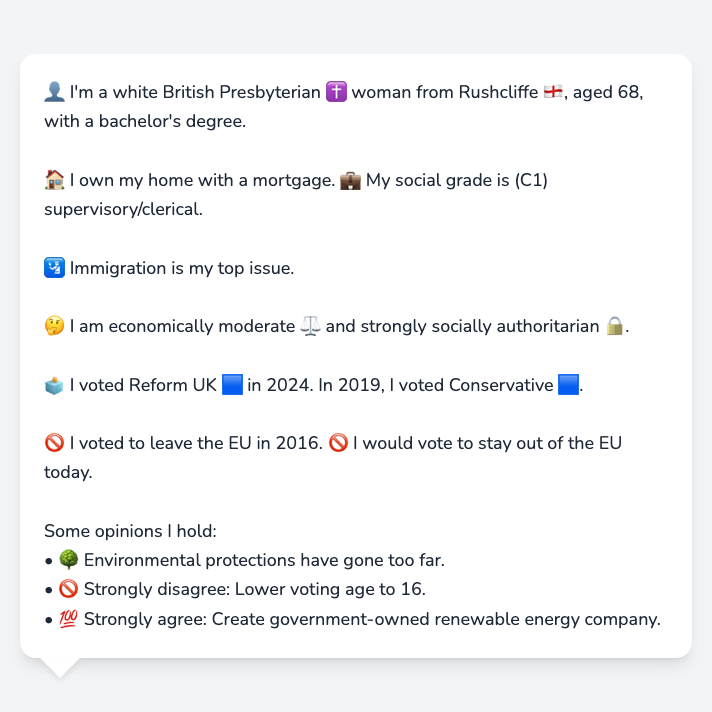 👤 I'm a white British Presbyterian ✝️ woman from Rushcliffe 🏴󠁧󠁢󠁥󠁮󠁧󠁿, aged 68,
with a bachelor's degree.
🏠 I own my home with a mortgage. 💼 My social grade is (C1)
supervisory/clerical.
🛂 Immigration is my top issue.
🤔 I am economically moderate ⚖️ and strongly socially authoritarian 🔒.
🗳️ I voted Reform UK 🟦 in 2024. In 2019, I voted Conservative 🟦.
🚫 I voted to leave the EU in 2016. 🚫 I would vote to stay out of the EU
today.
Some opinions I hold:
• 🌳 Environmental protections have gone too far.
• 🚫 Strongly disagree: Lower voting age to 16.
• 💯 Strongly agree: Create government-owned renewable energy company.